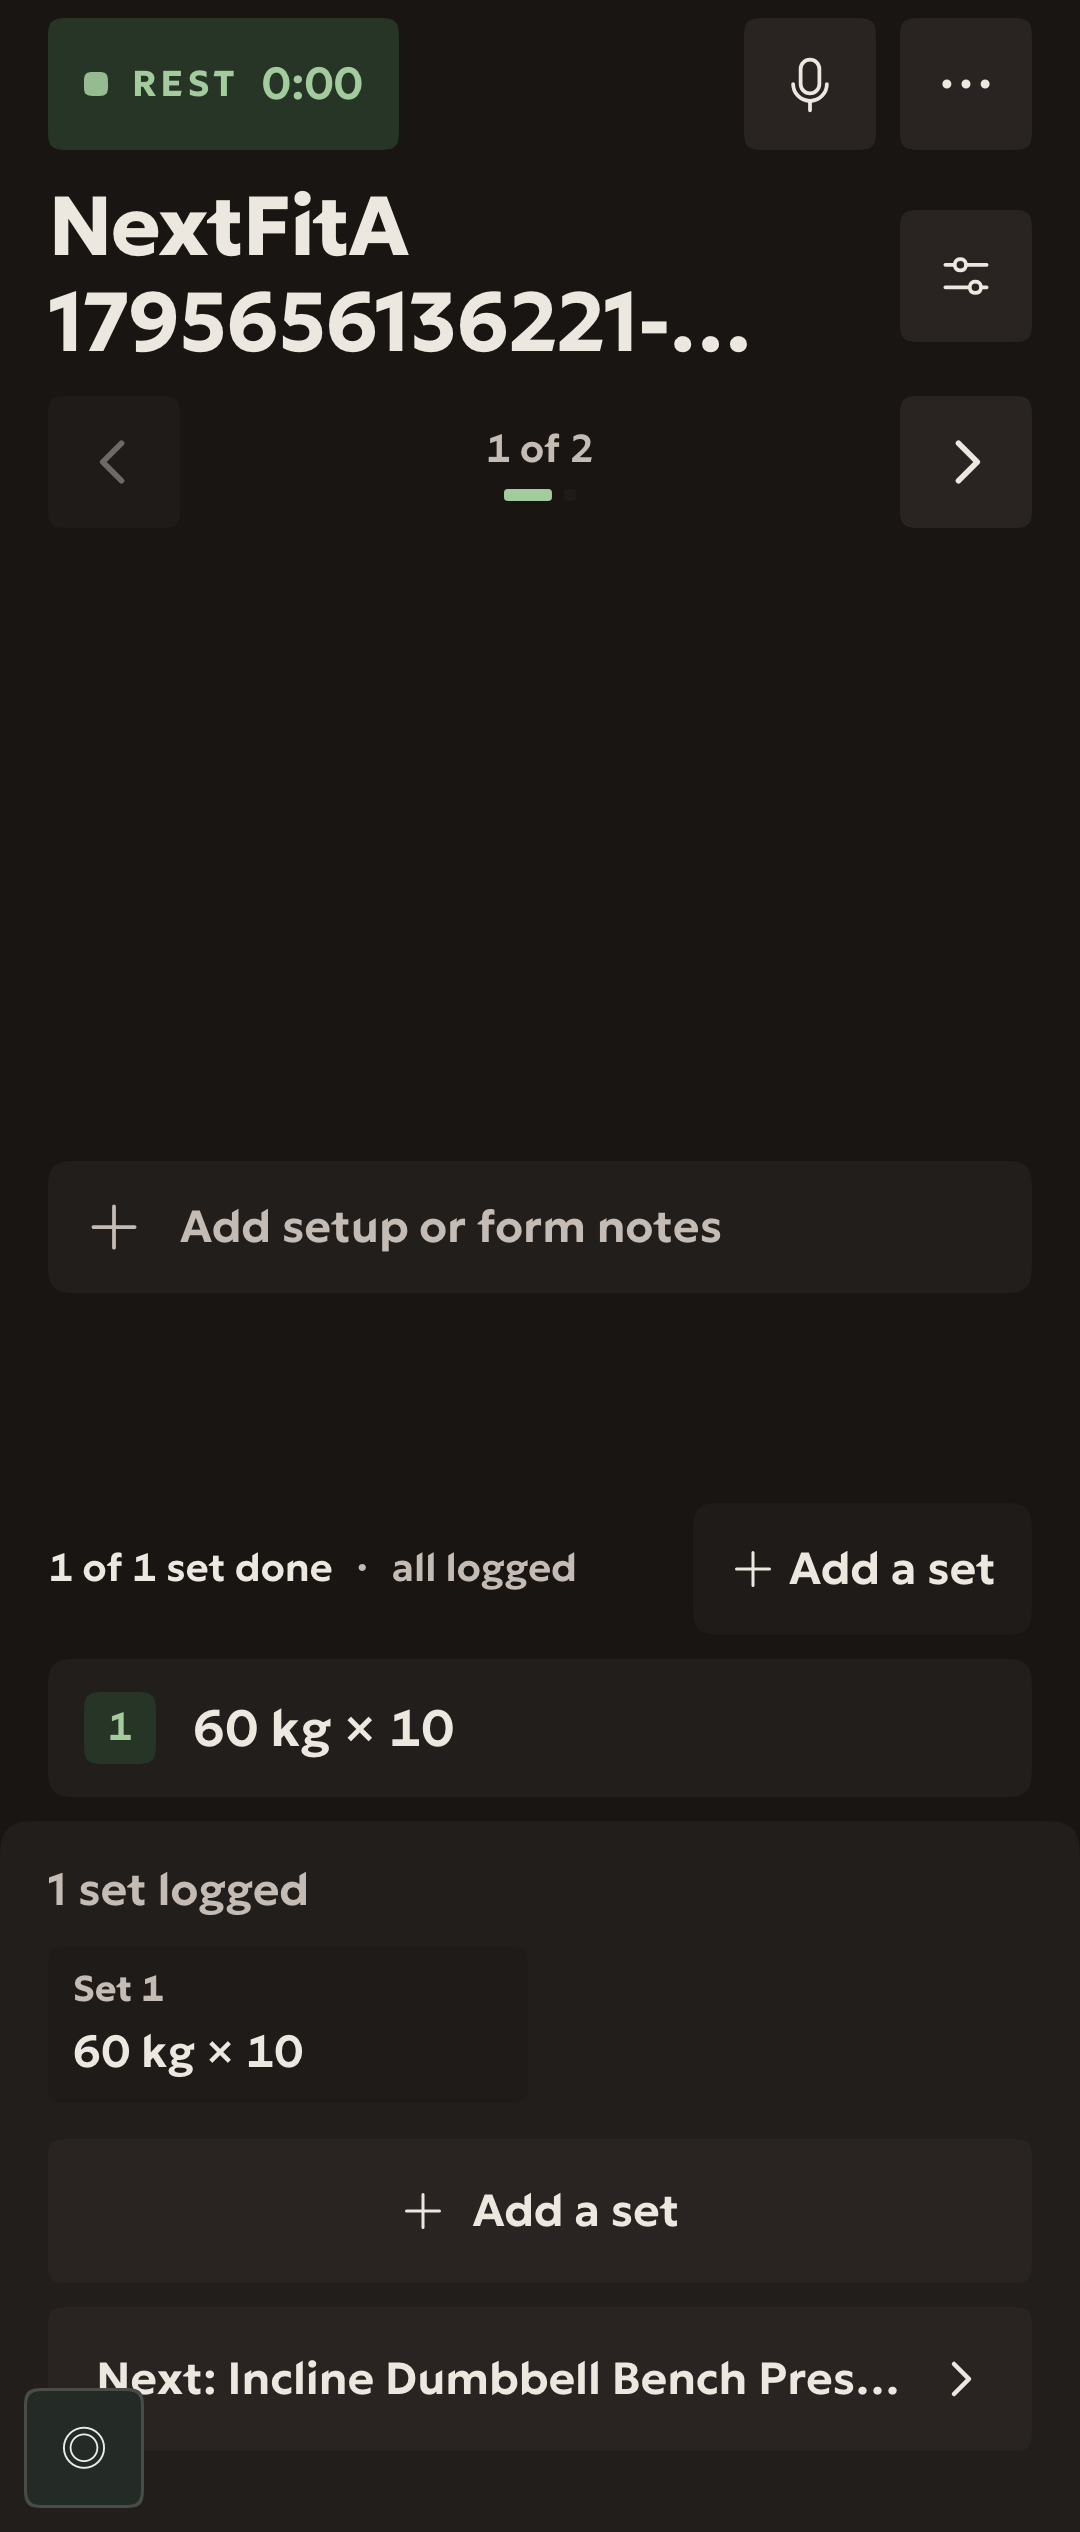 REST 0:00
NextFitA
1795656136221-...
1 of 2
Add setup or form notes
1 of 1 set done · all logged
Add a set
1 60 kg × 10
1 set logged
Set 1
60 kg × 10
Add a set
Next: Incline Dumbbell Bench Pres...